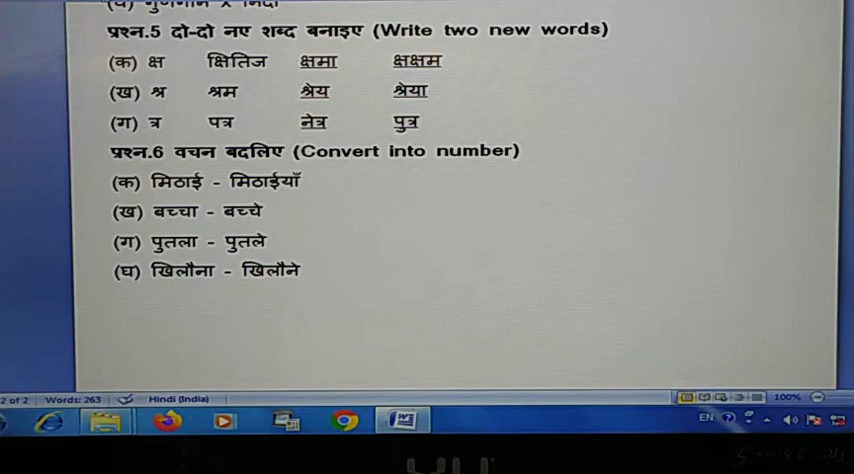 प्रश्न.5 दो-दो नए शब्द बनाइए (Write two new words)
(क) क्ष क्षितिज क्षमा क्षक्षम
(ख) श्र श्रम श्रेय श्रेया
(ग) त्र पत्र नेत्र पुत्र
प्रश्न.6 वचन बदलिए (Convert into number)
(क) मिठाई - मिठाईयाँ
(ख) बच्चा - बच्चे
(ग) पुतला - पुतले
(घ) खिलौना - खिलौने
2 of 2 Words: 263 Hindi (India) 100%
EN